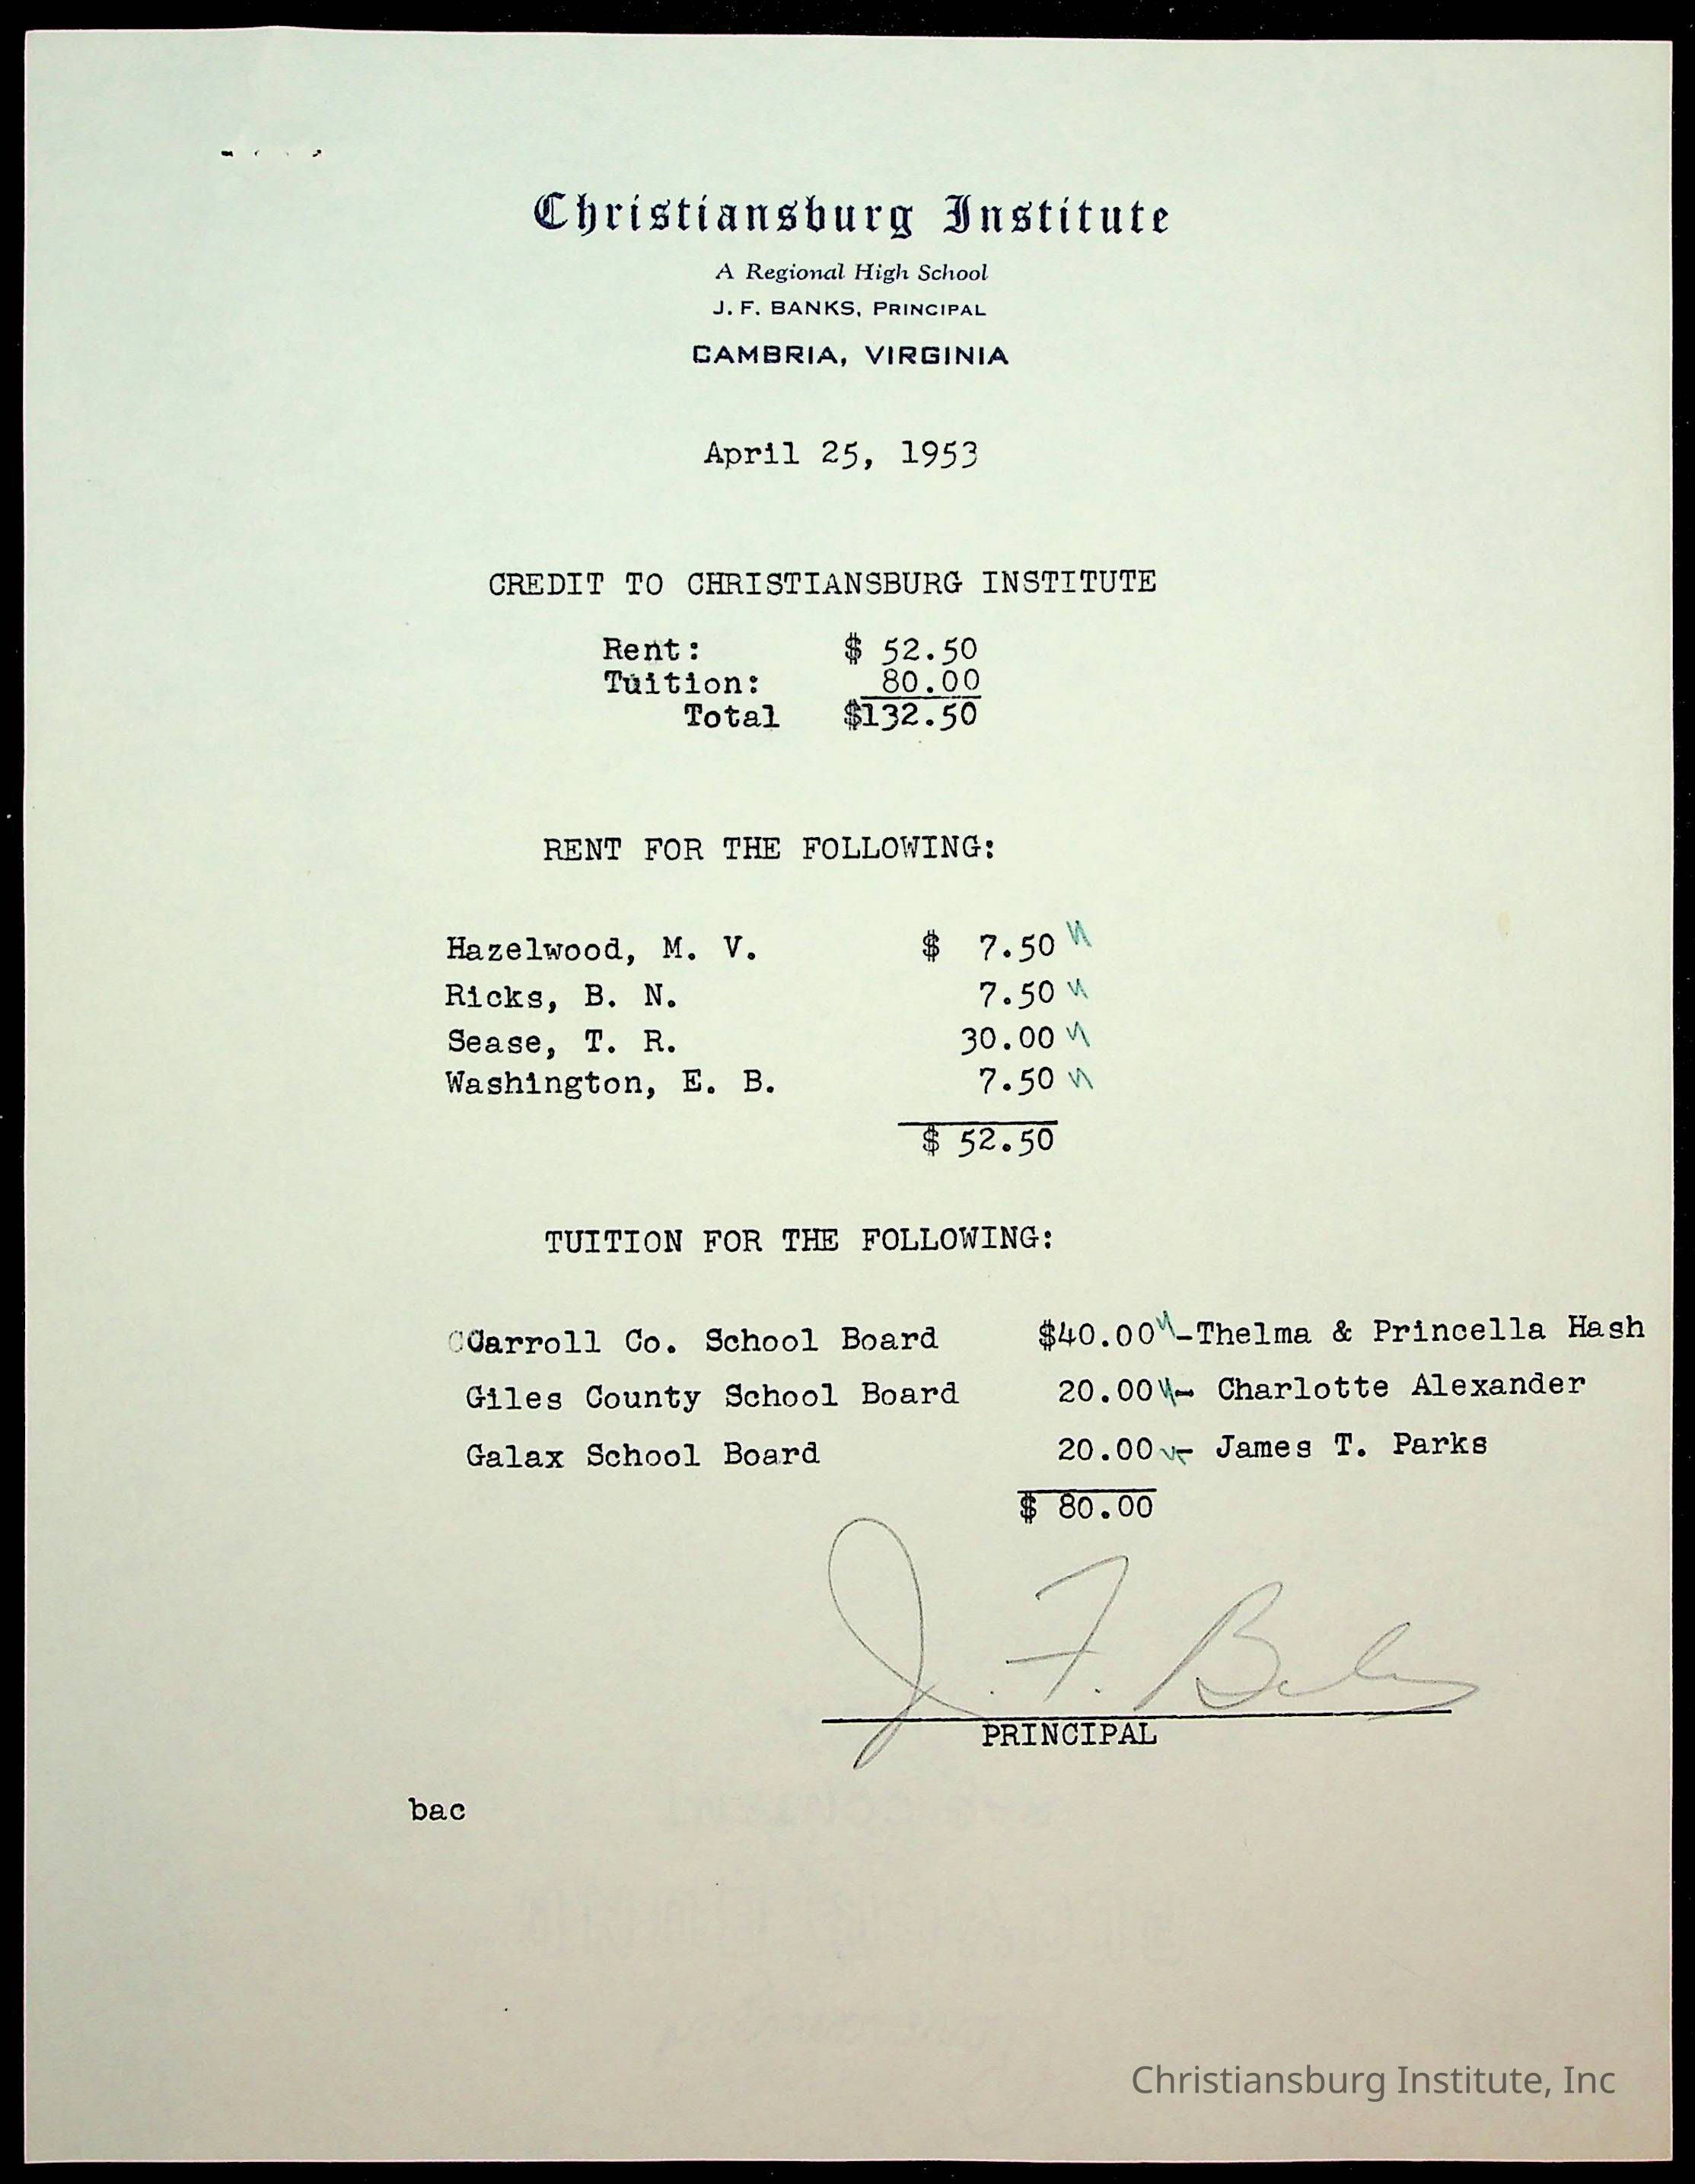 Christiansburg Institute
A Regional High School
J. F. BANKS, PRINCIPAL
CAMBRIA, VIRGINIA
April 25, 1953
CREDIT TO CHRISTIANSBURG INSTITUTE
Rent: $ 52.50
Tuition: 80.00
Total $132.50
RENT FOR THE FOLLOWING:
Hazelwood, M. V. $ 7.50
Ricks, B. N. 7.50
Sease, T. R. 30.00
Washington, E. B. 7.50
$ 52.50
TUITION FOR THE FOLLOWING:
Carroll Co. School Board $40.00 -Thelma & Princella Hash
Giles County School Board 20.00 - Charlotte Alexander
Galax School Board 20.00 - James T. Parks
$ 80.00
J. F. Banks
PRINCIPAL
bac
Christiansburg Institute, Inc